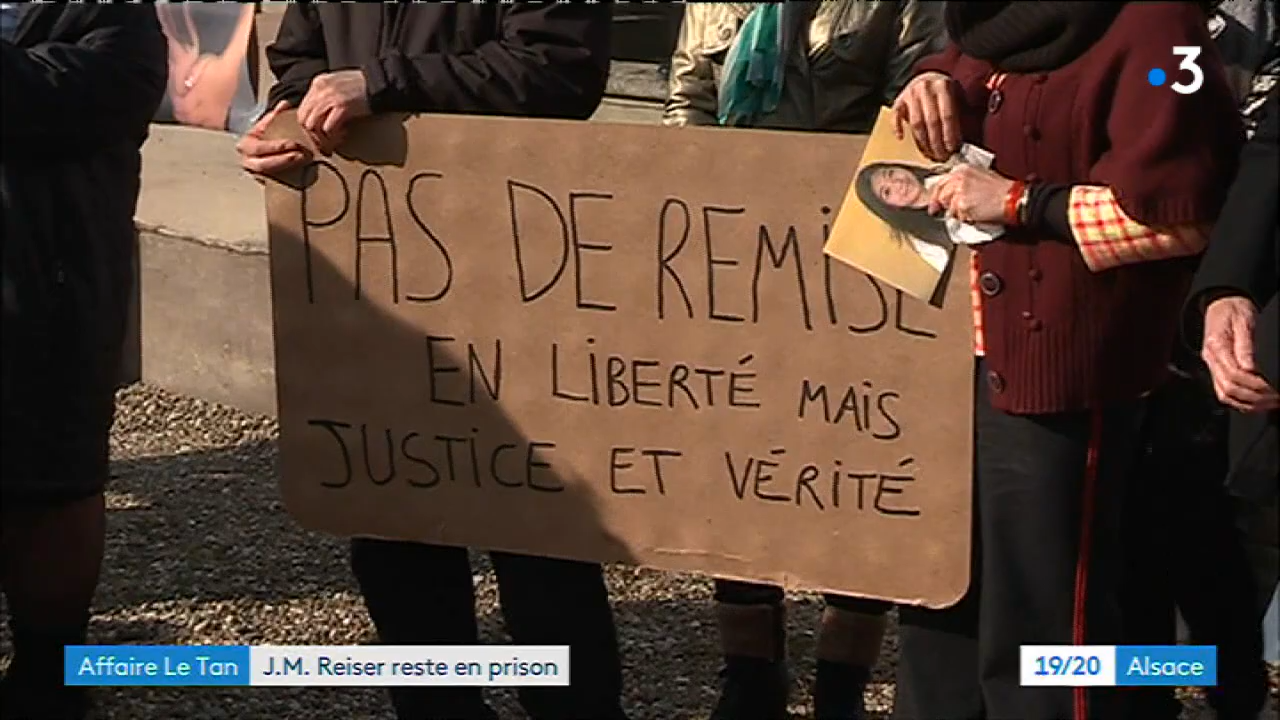 3
PAS DE REMISE
EN LIBERTÉ MAIS
JUSTICE ET VÉRITÉ
Affaire Le Tan J.M. Reiser reste en prison
19/20 Alsace